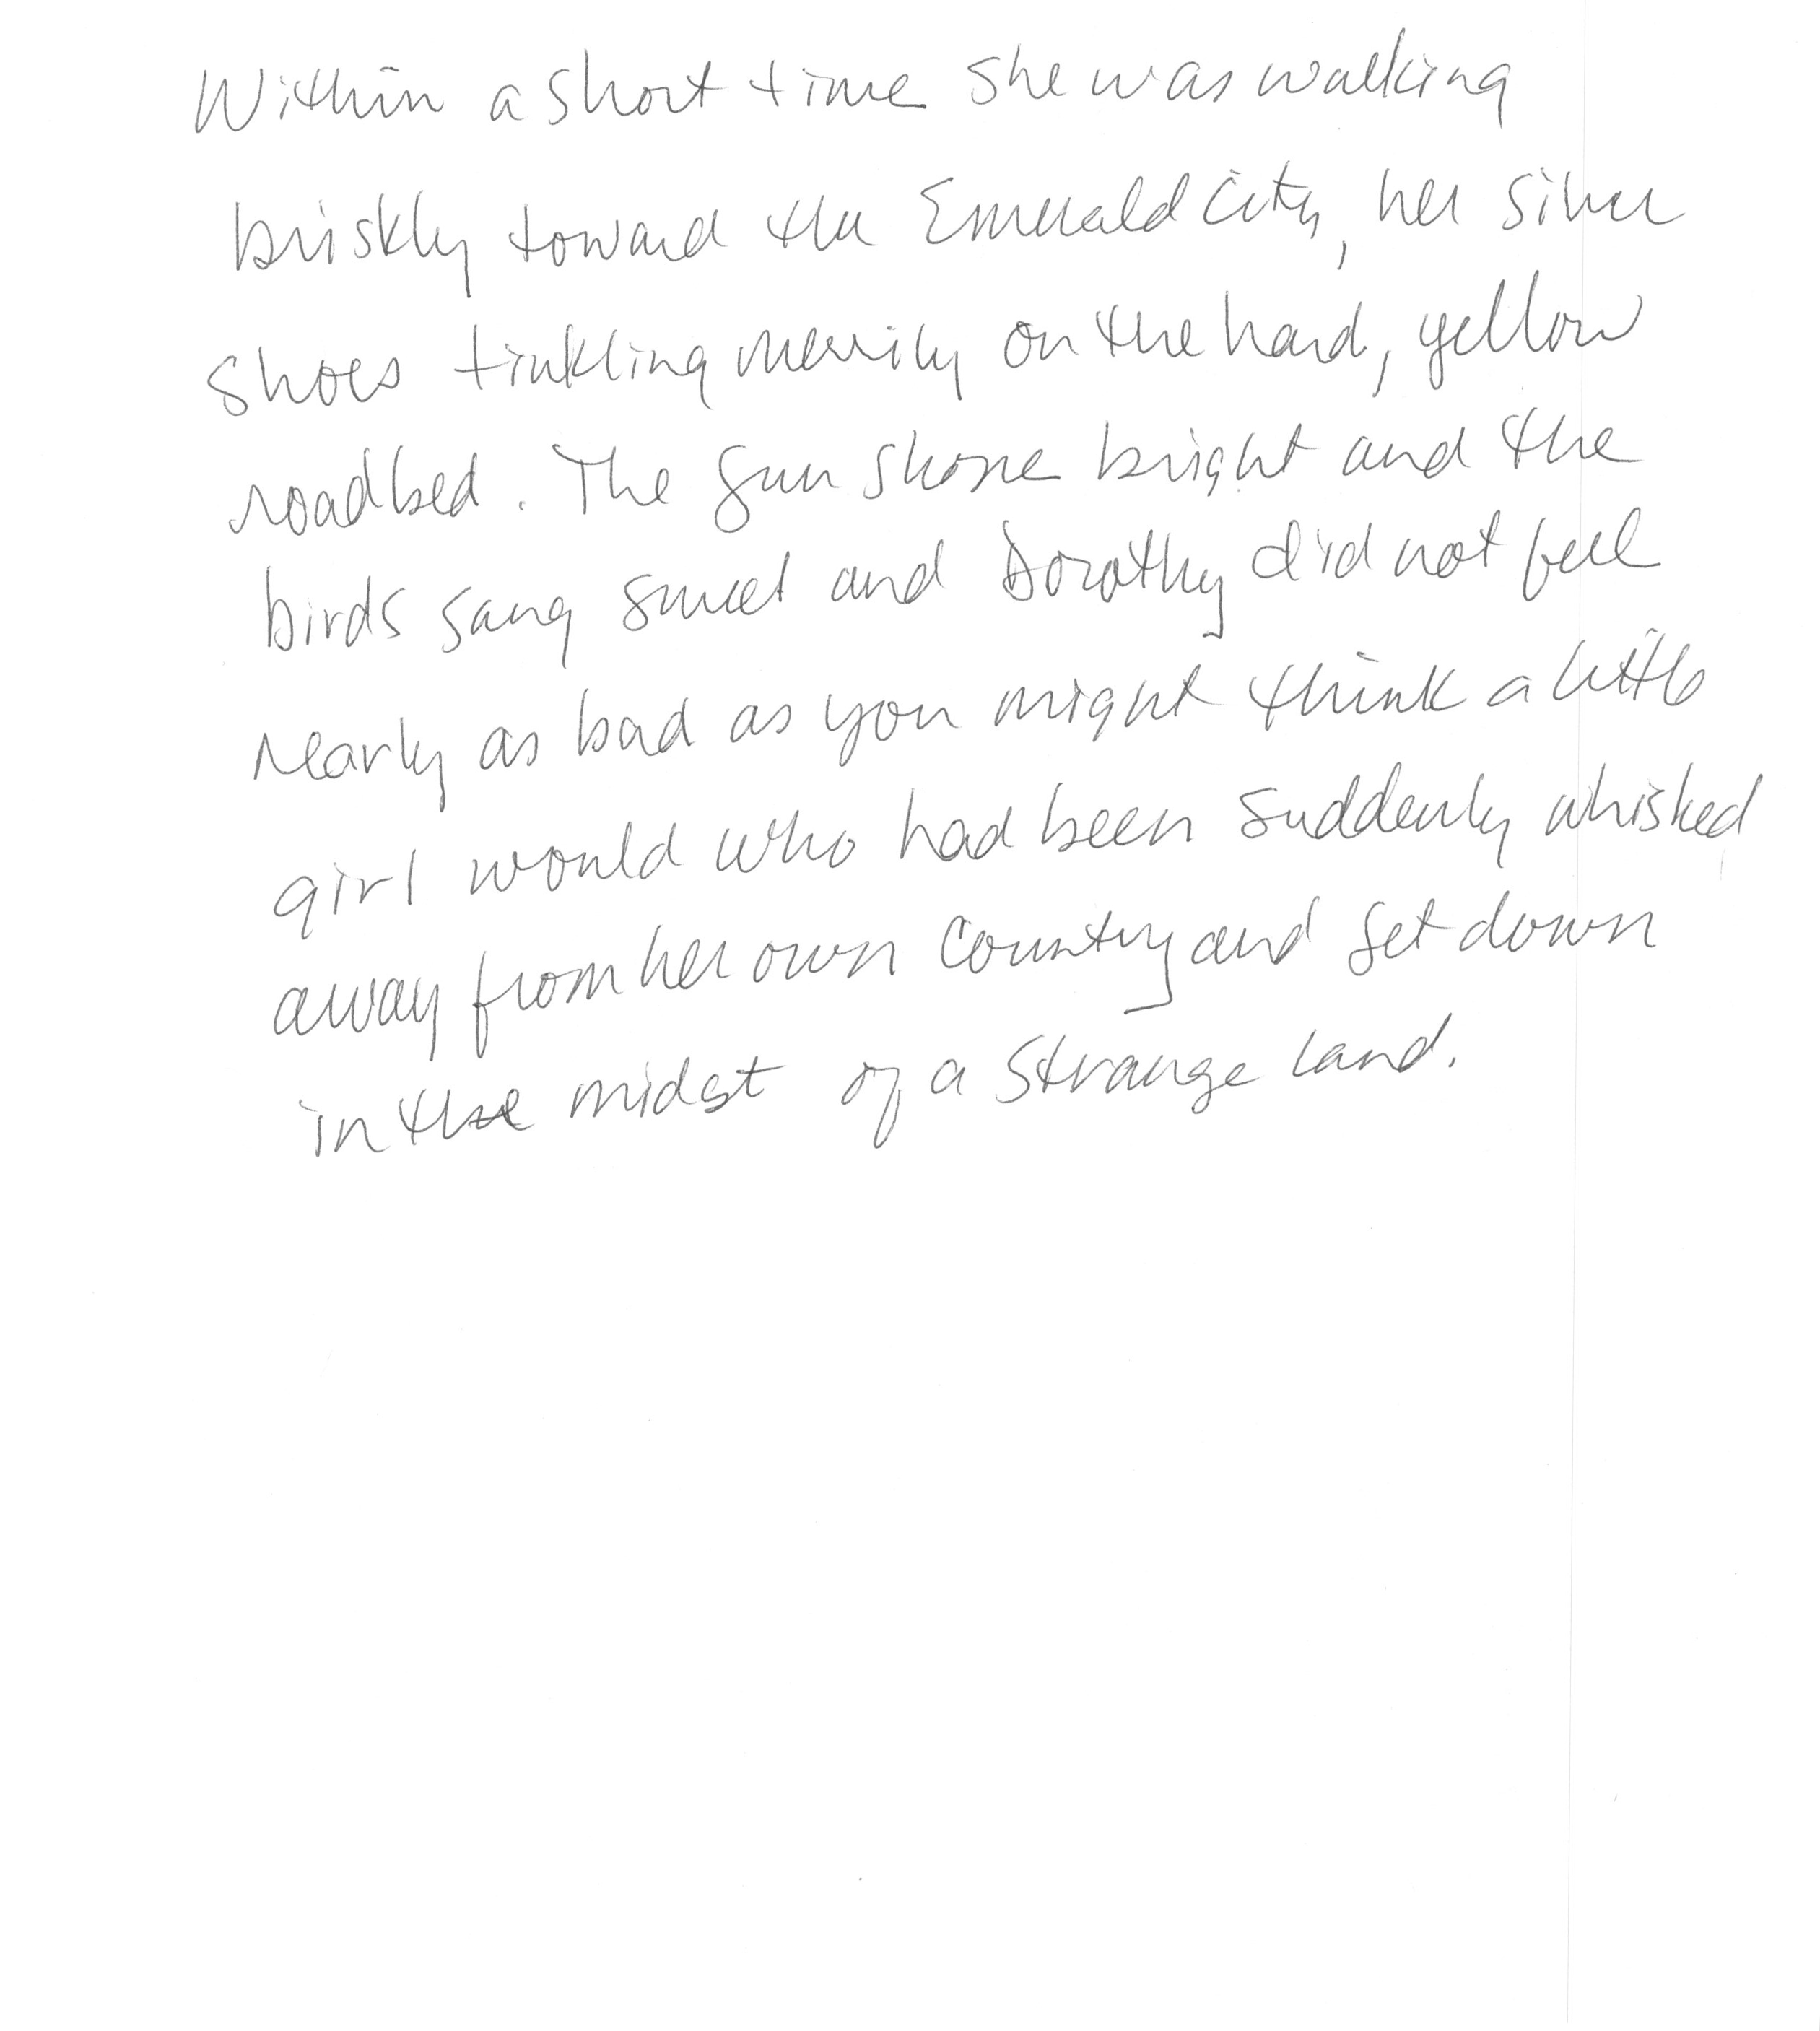 Within a short time she was walking
briskly toward the Emerald City, her silver
shoes tinkling merrily on the hard, yellow
roadbed. The sun shone bright and the
birds sang sweet and Dorothy did not feel
nearly as bad as you might think a little
girl would who had been suddenly whisked
away from her own country and set down
in the midst of a strange land.